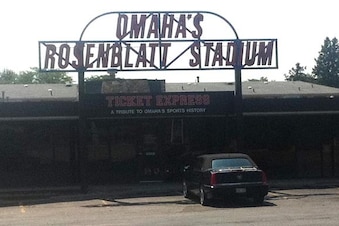 OMAHA'S
ROSENBLATT STADIUM
TICKET EXPRESS
A TRIBUTE TO OMAHA'S SPORTS HISTORY